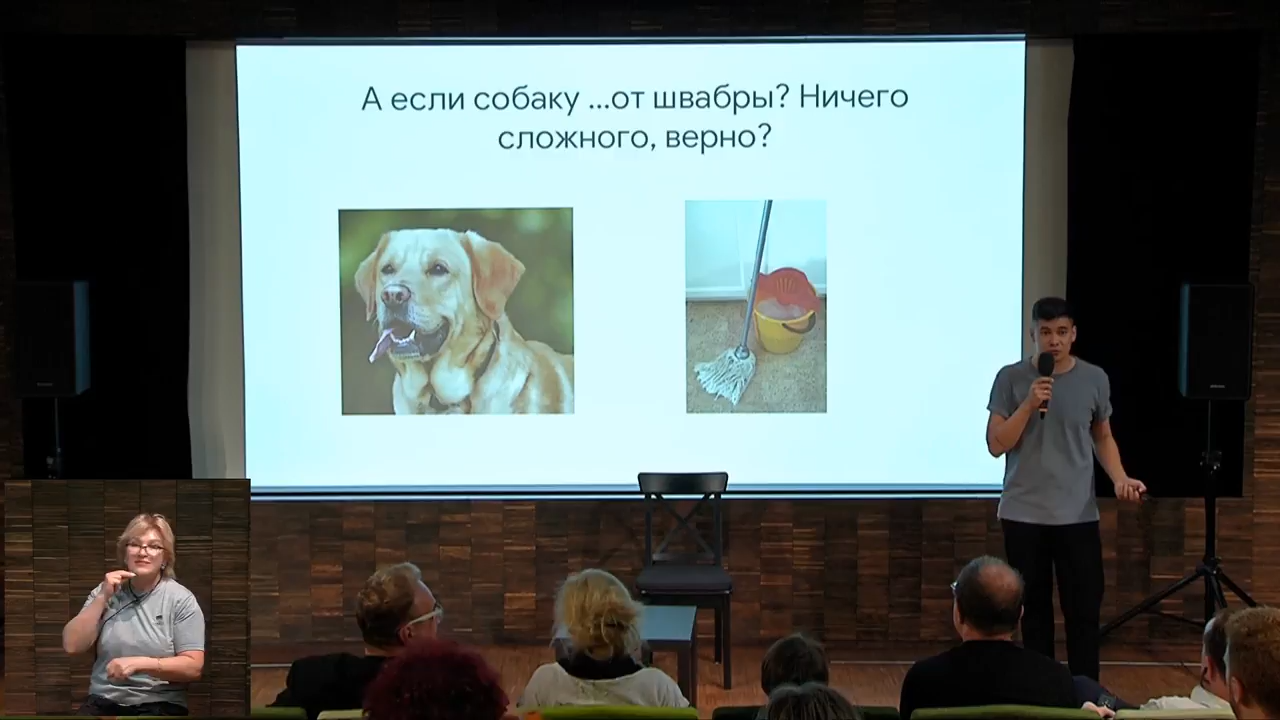 А если собаку ...от швабры? Ничего
сложного, верно?